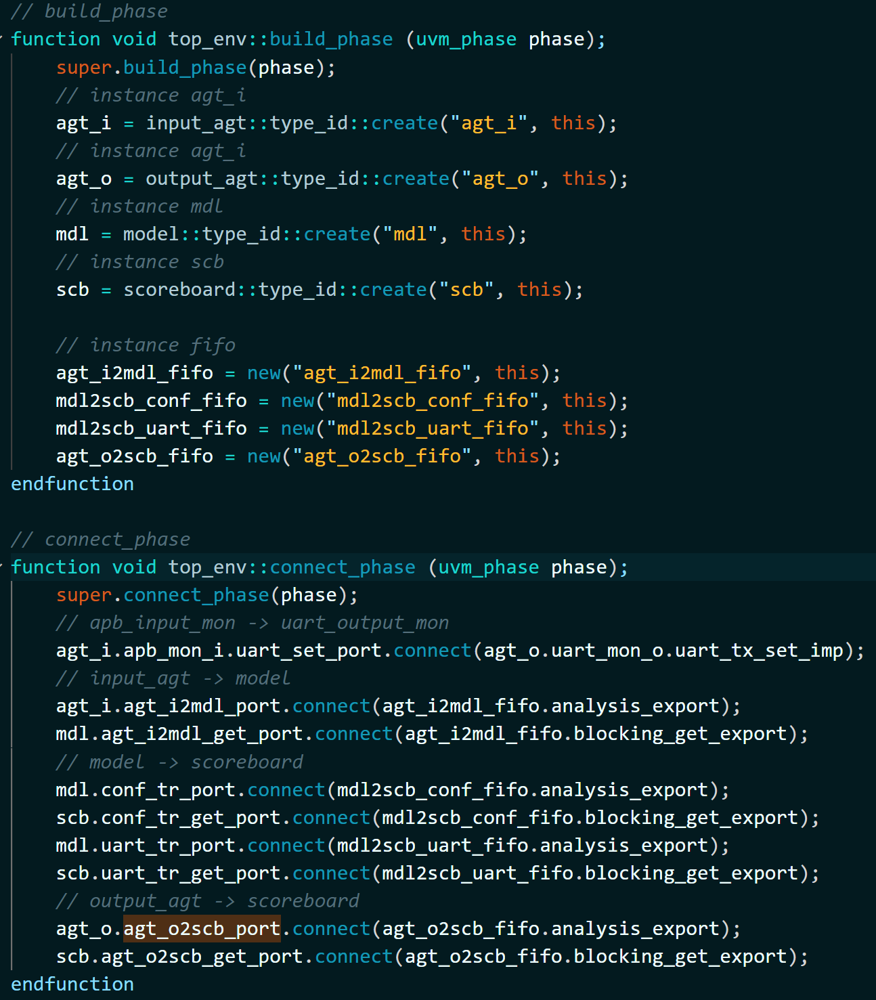 // build_phase
function void top_env::build_phase (uvm_phase phase);
    super.build_phase(phase);
    // instance agt_i
    agt_i = input_agt::type_id::create("agt_i", this);
    // instance agt_i
    agt_o = output_agt::type_id::create("agt_o", this);
    // instance mdl
    mdl = model::type_id::create("mdl", this);
    // instance scb
    scb = scoreboard::type_id::create("scb", this);

    // instance fifo
    agt_i2mdl_fifo = new("agt_i2mdl_fifo", this);
    mdl2scb_conf_fifo = new("mdl2scb_conf_fifo", this);
    mdl2scb_uart_fifo = new("mdl2scb_uart_fifo", this);
    agt_o2scb_fifo = new("agt_o2scb_fifo", this);
endfunction

// connect_phase
function void top_env::connect_phase (uvm_phase phase);
    super.connect_phase(phase);
    // apb_input_mon -> uart_output_mon
    agt_i.apb_mon_i.uart_set_port.connect(agt_o.uart_mon_o.uart_tx_set_imp);
    // input_agt -> model
    agt_i.agt_i2mdl_port.connect(agt_i2mdl_fifo.analysis_export);
    mdl.agt_i2mdl_get_port.connect(agt_i2mdl_fifo.blocking_get_export);
    // model -> scoreboard
    mdl.conf_tr_port.connect(mdl2scb_conf_fifo.analysis_export);
    scb.conf_tr_get_port.connect(mdl2scb_conf_fifo.blocking_get_export);
    mdl.uart_tr_port.connect(mdl2scb_uart_fifo.analysis_export);
    scb.uart_tr_get_port.connect(mdl2scb_uart_fifo.blocking_get_export);
    // output_agt -> scoreboard
    agt_o.agt_o2scb_port.connect(agt_o2scb_fifo.analysis_export);
    scb.agt_o2scb_get_port.connect(agt_o2scb_fifo.blocking_get_export);
endfunction